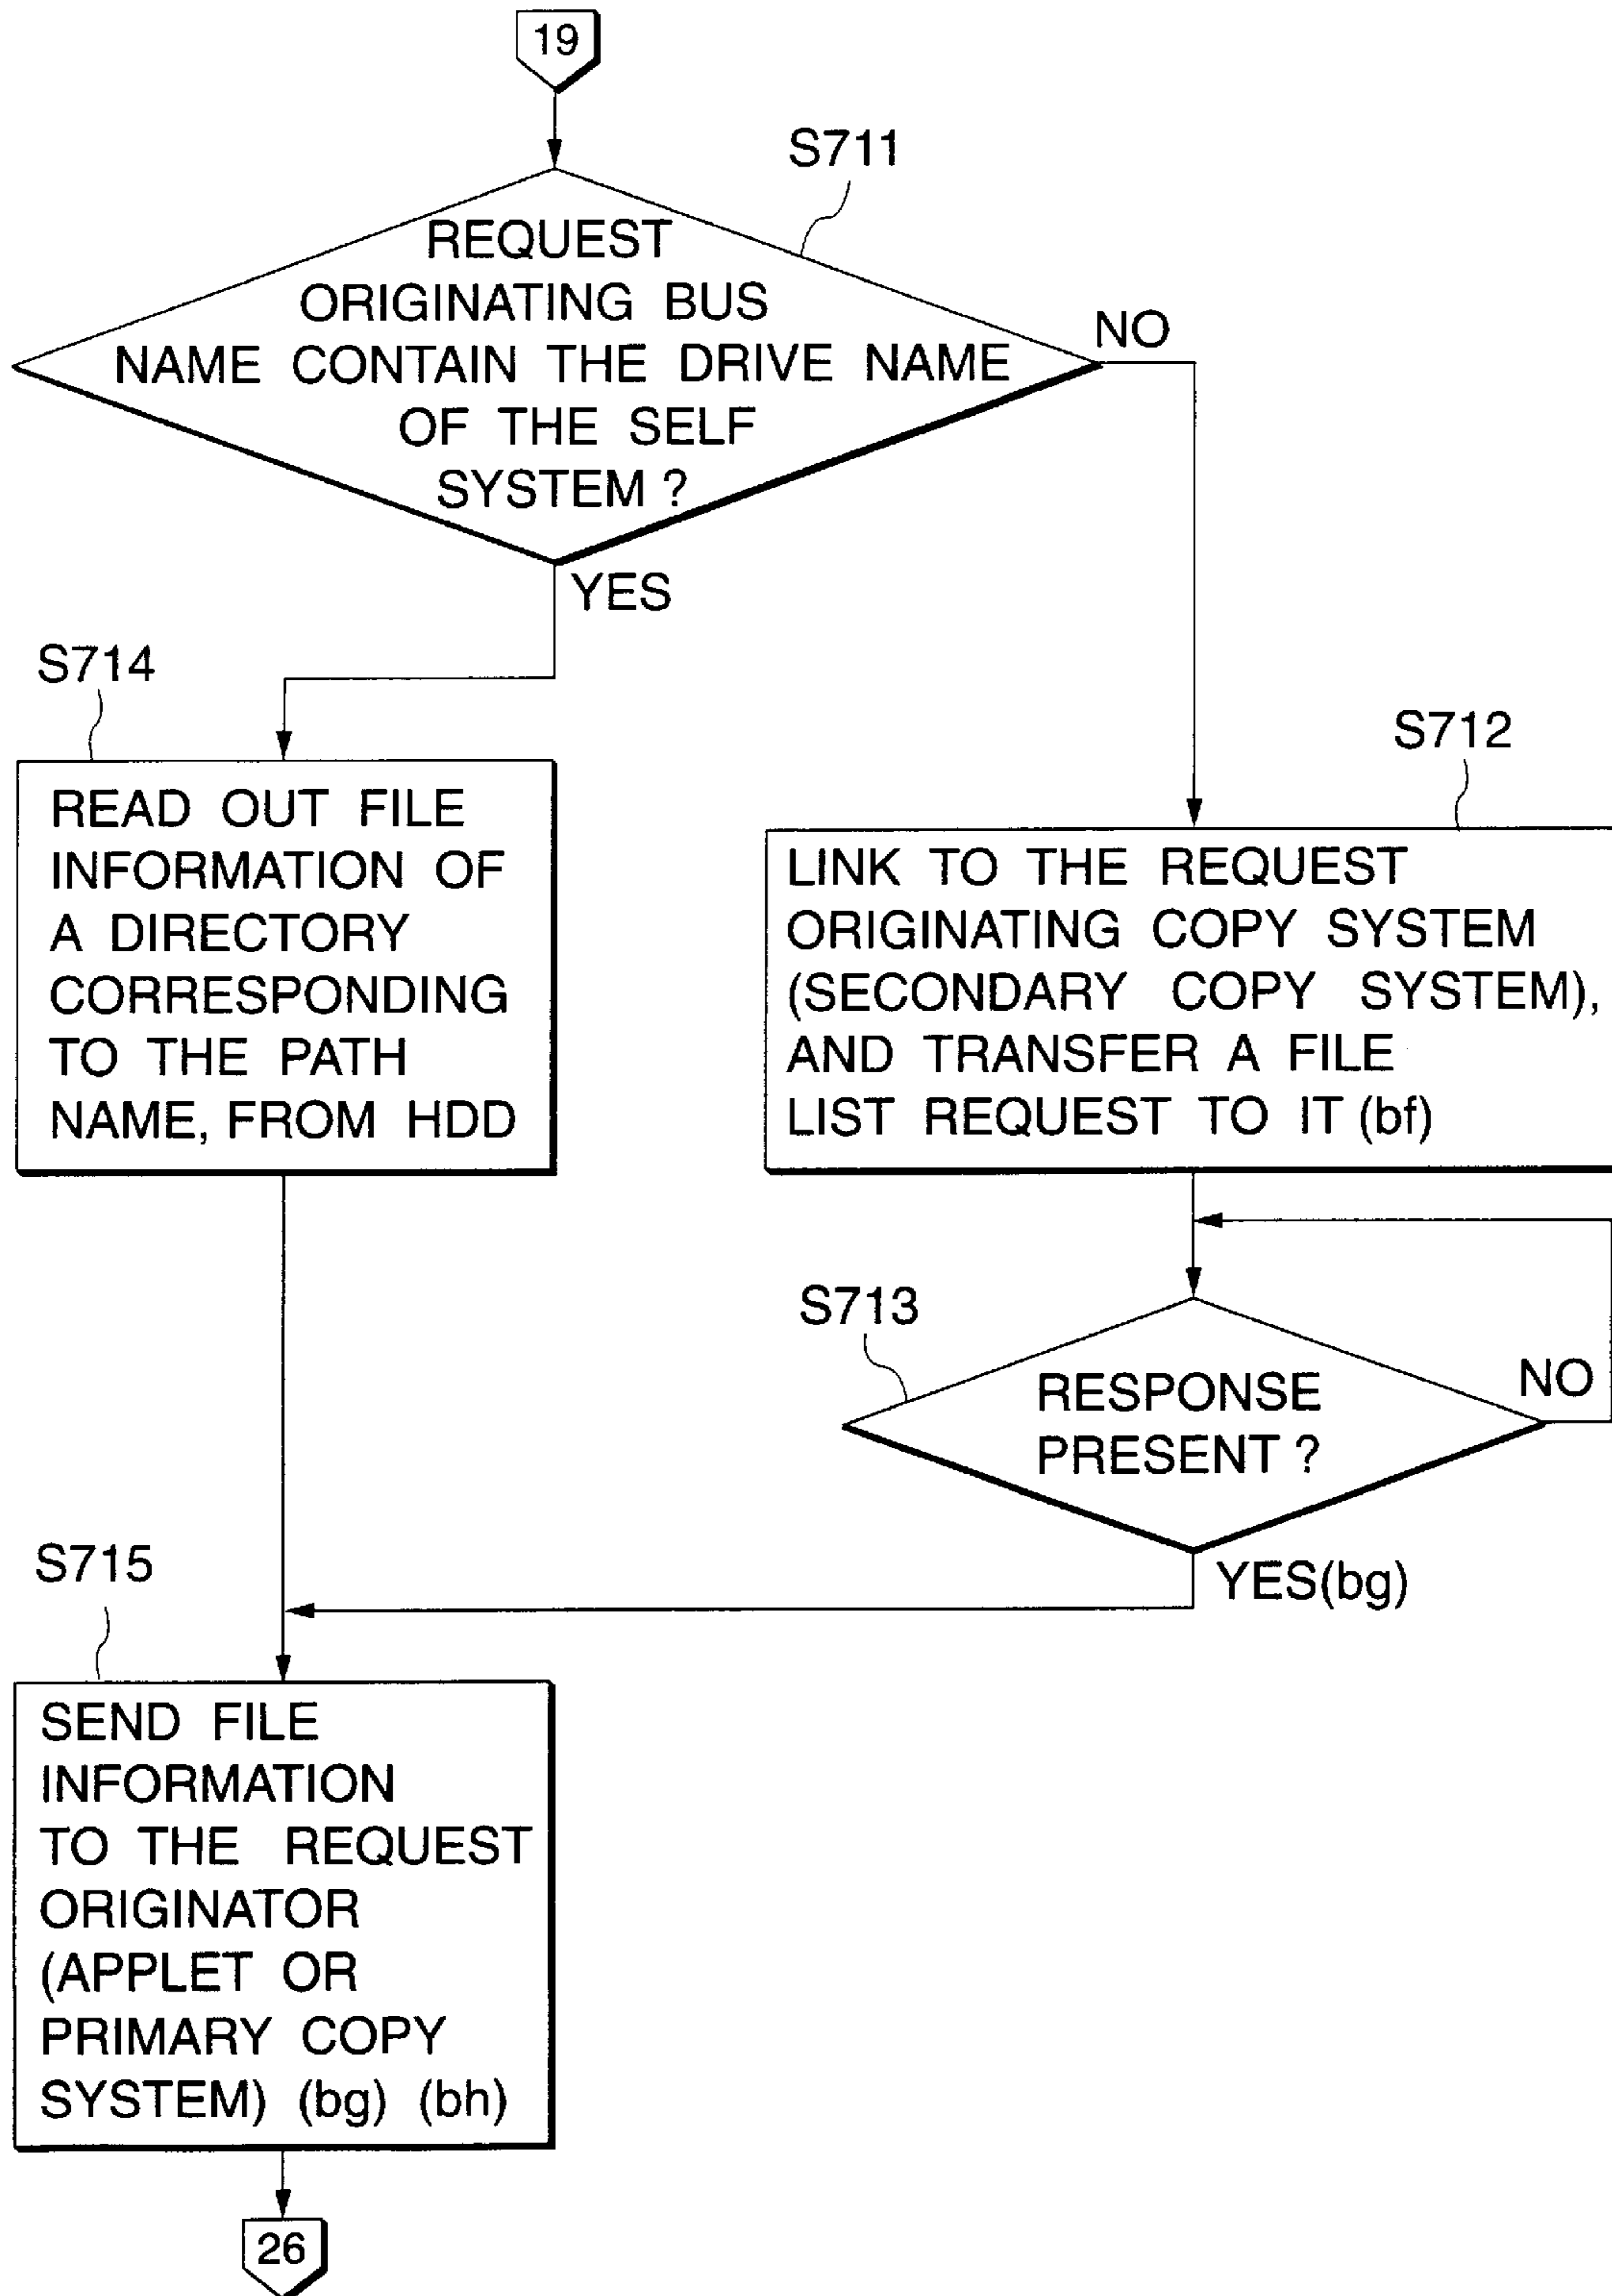 19
S711
REQUEST
ORIGINATING BUS
NAME CONTAIN THE DRIVE NAME
OF THE SELF
SYSTEM ?
NO
YES
S714
READ OUT FILE
INFORMATION OF
A DIRECTORY
CORRESPONDING
TO THE PATH
NAME, FROM HDD
S712
LINK TO THE REQUEST
ORIGINATING COPY SYSTEM
(SECONDARY COPY SYSTEM),
AND TRANSFER A FILE
LIST REQUEST TO IT (bf)
S713
RESPONSE
PRESENT ?
NO
YES(bg)
S715
SEND FILE
INFORMATION
TO THE REQUEST
ORIGINATOR
(APPLET OR
PRIMARY COPY
SYSTEM) (bg) (bh)
26